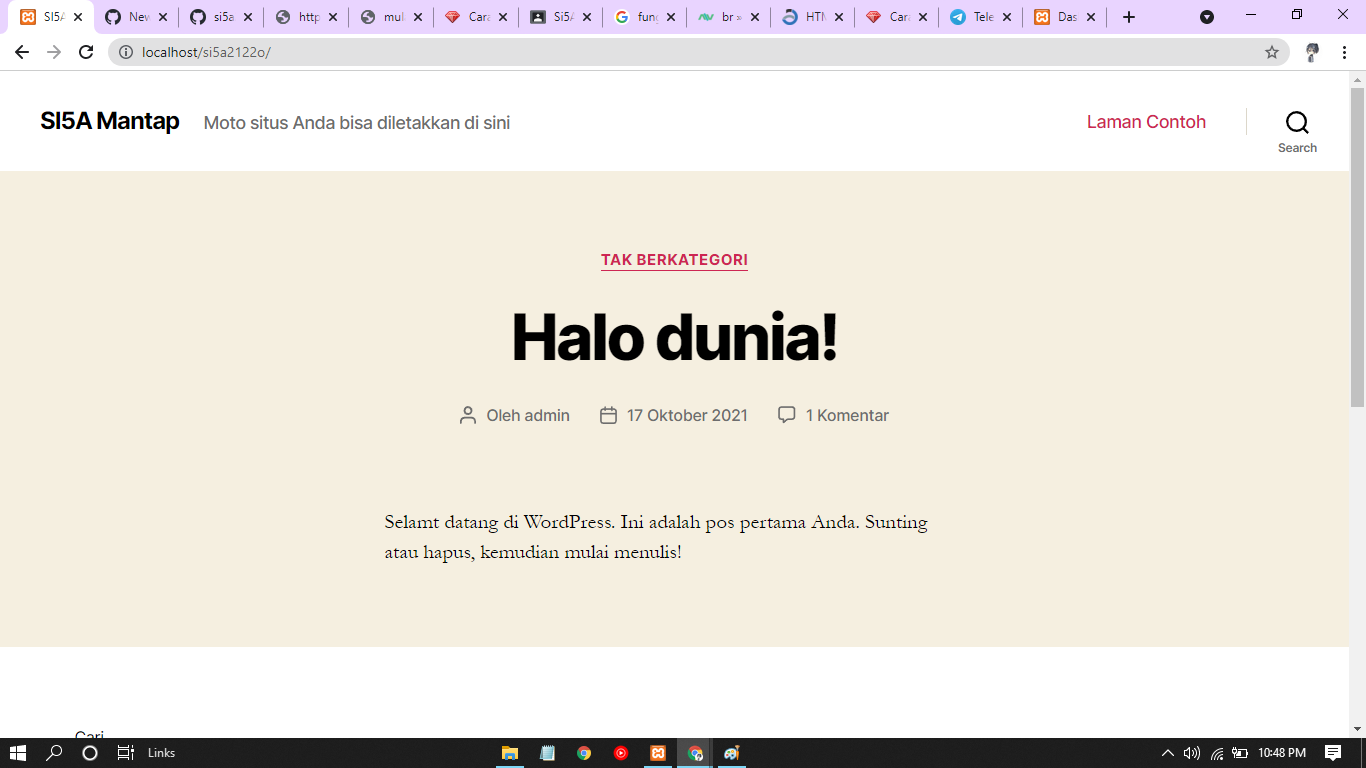 SI5A
New
si5a
http
mul
Cara
Si5A
fung
br »
HTM
Cara
Tele
Das
localhost/si5a2122o/
SI5A Mantap
Moto situs Anda bisa diletakkan di sini
Laman Contoh
Search
TAK BERKATEGORI
Halo dunia!
Oleh admin
17 Oktober 2021
1 Komentar
Selamt datang di WordPress. Ini adalah pos pertama Anda. Sunting
atau hapus, kemudian mulai menulis!
Cari
Links
10:48 PM